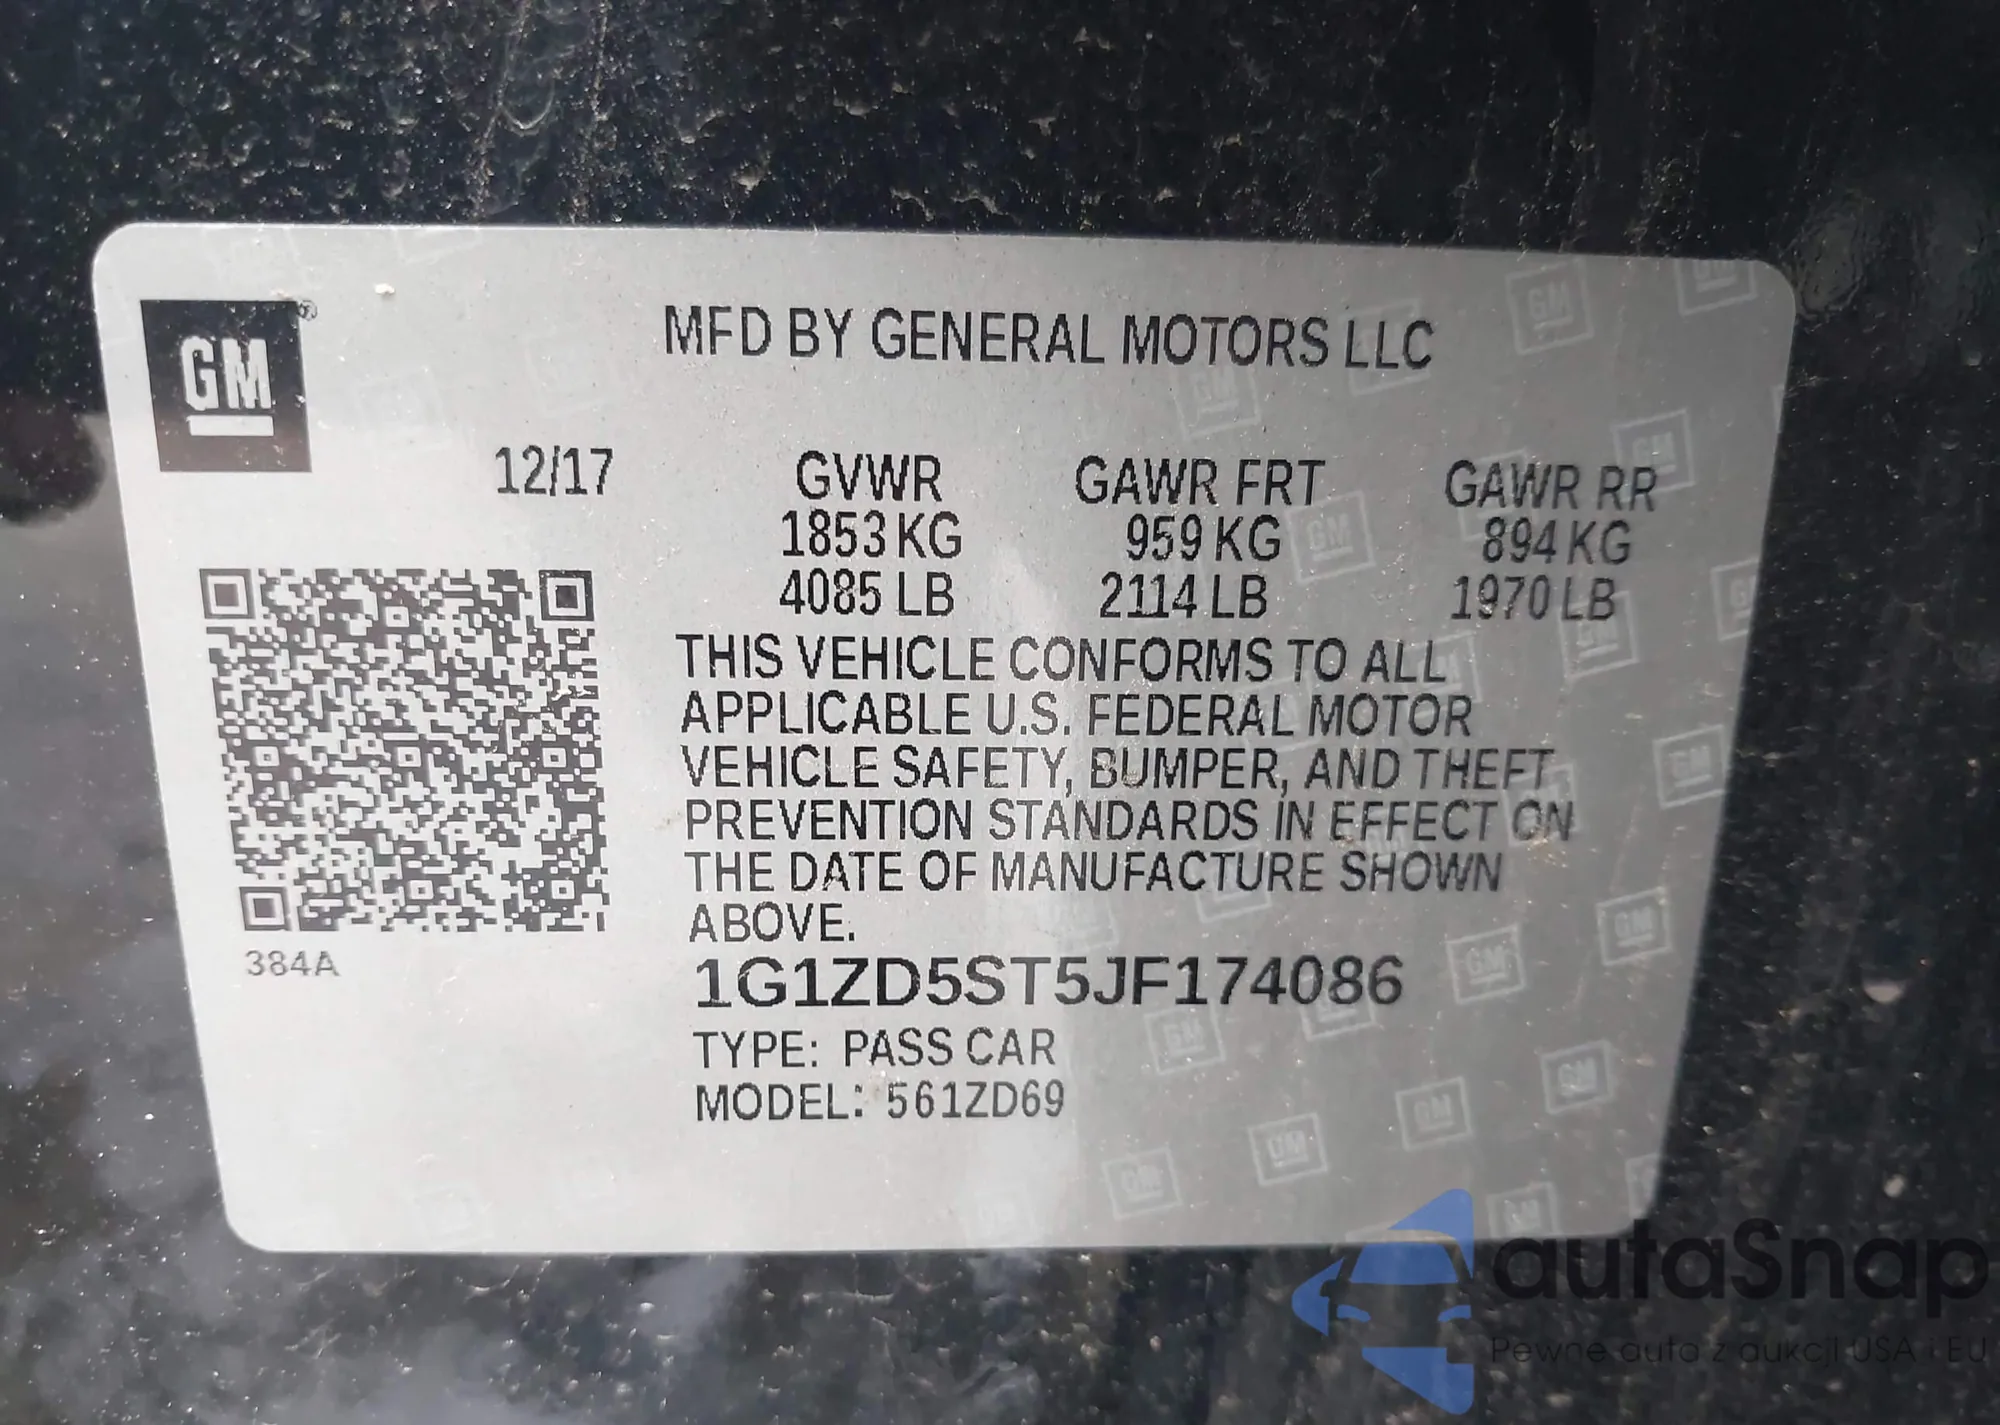 GM
MFD BY GENERAL MOTORS LLC
12/17
GVWR GAWR FRT GAWR RR
1853 KG 959 KG 894 KG
4085 LB 2114 LB 1970 LB
THIS VEHICLE CONFORMS TO ALL
APPLICABLE U.S. FEDERAL MOTOR
VEHICLE SAFETY, BUMPER, AND THEFT
PREVENTION STANDARDS IN EFFECT ON
THE DATE OF MANUFACTURE SHOWN
ABOVE.
384A
1G1ZD5ST5JF174086
TYPE: PASS CAR
MODEL: 561ZD69
autaSnap
Pewne auta z aukcji USA i EU